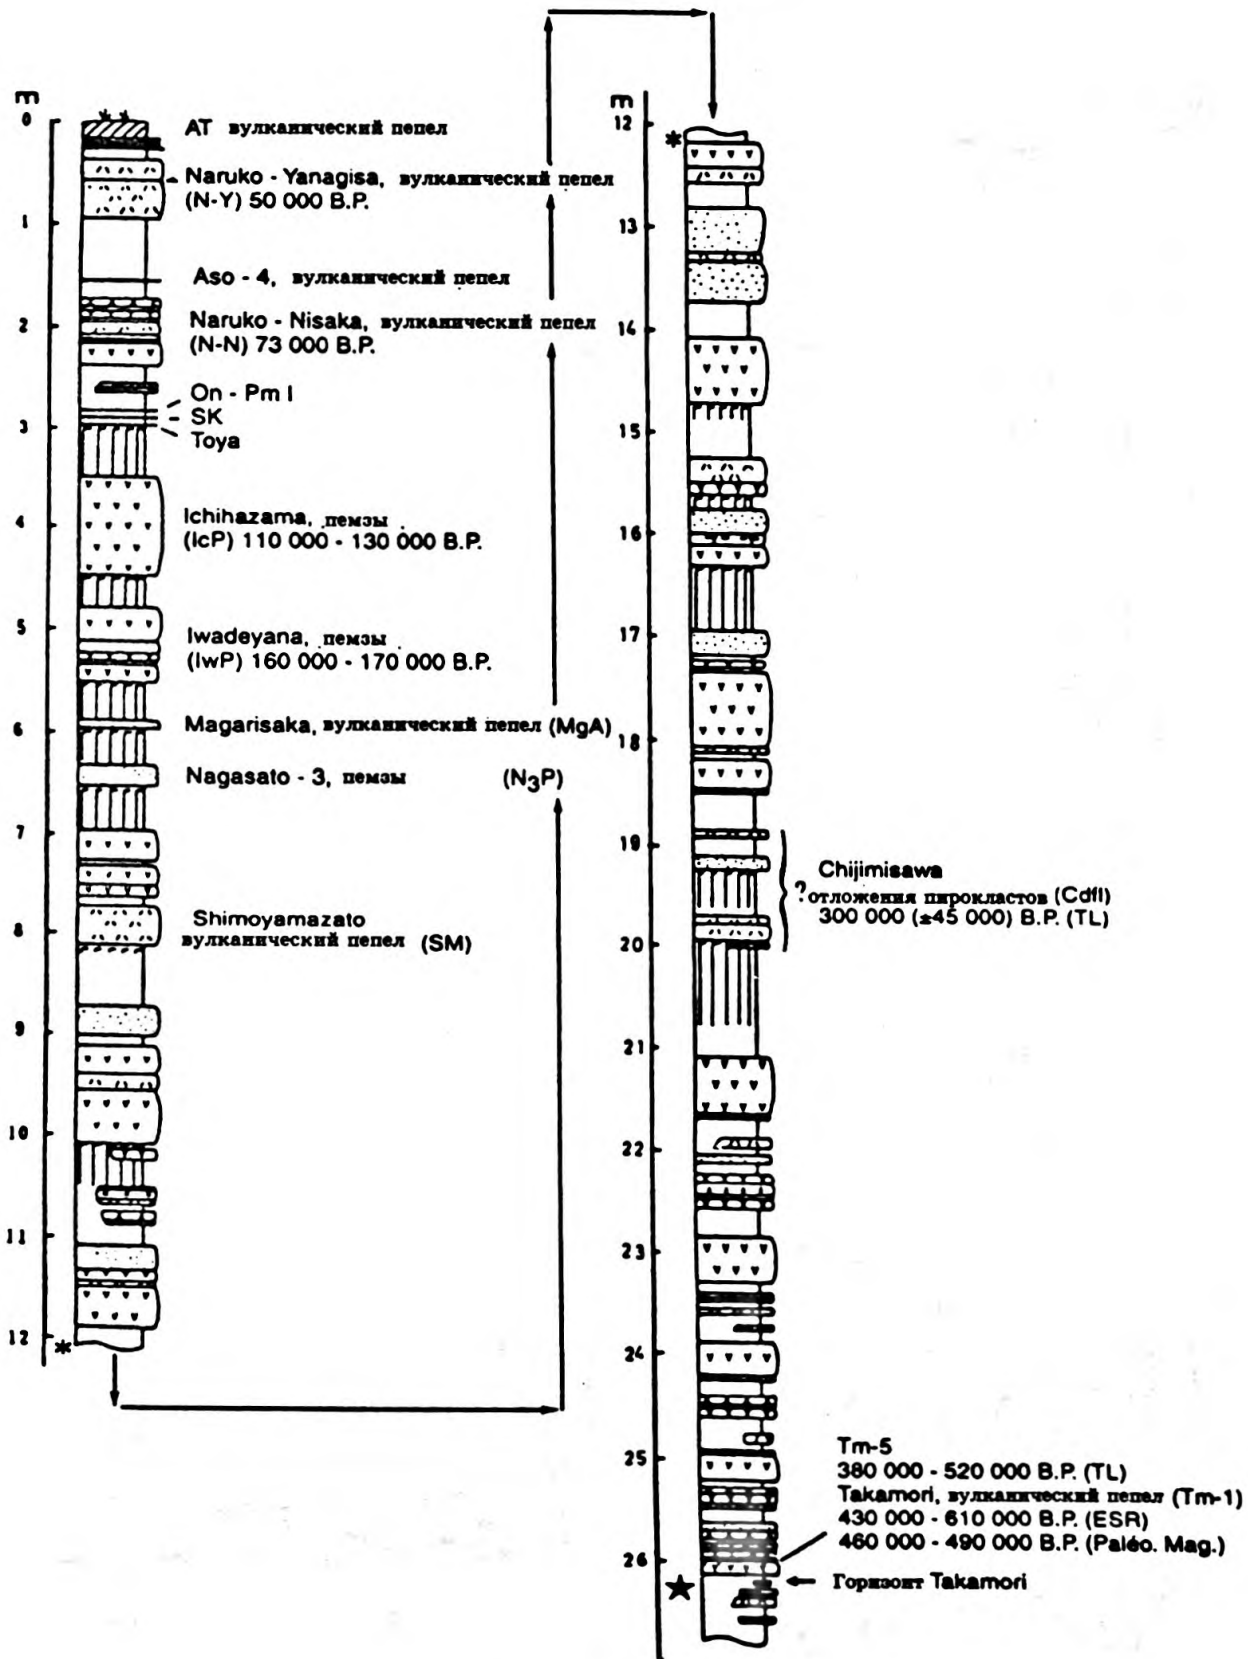 m
0
AT вулканический пепел
Naruko - Yanagisa, вулканический пепел
(N-Y) 50 000 B.P.
1
Aso - 4, вулканический пепел
Naruko - Nisaka, вулканический пепел
2
(N-N) 73 000 B.P.
On - Pm I
SK
3
Toya
Ichihazama, пемзы
4
(IcP) 110 000 - 130 000 B.P.
5
Iwadeyana, пемзы
(IwP) 160 000 - 170 000 B.P.
6
Magarisaka, вулканический пепел (MgA)
Nagasato - 3, пемзы (N₃P)
7
Shimoyamazato
8
вулканический пепел (SM)
9
10
11
12
*
m
12
*
13
14
15
16
17
18
19
Chijimisawa
? отложения пирокластов (Cdfl)
300 000 (±45 000) B.P. (TL)
20
21
22
23
24
25
Tm-5
380 000 - 520 000 B.P. (TL)
Takamori, вулканический пепел (Tm-1)
430 000 - 610 000 B.P. (ESR)
460 000 - 490 000 B.P. (Paléo. Mag.)
26
Горизонт Takamori